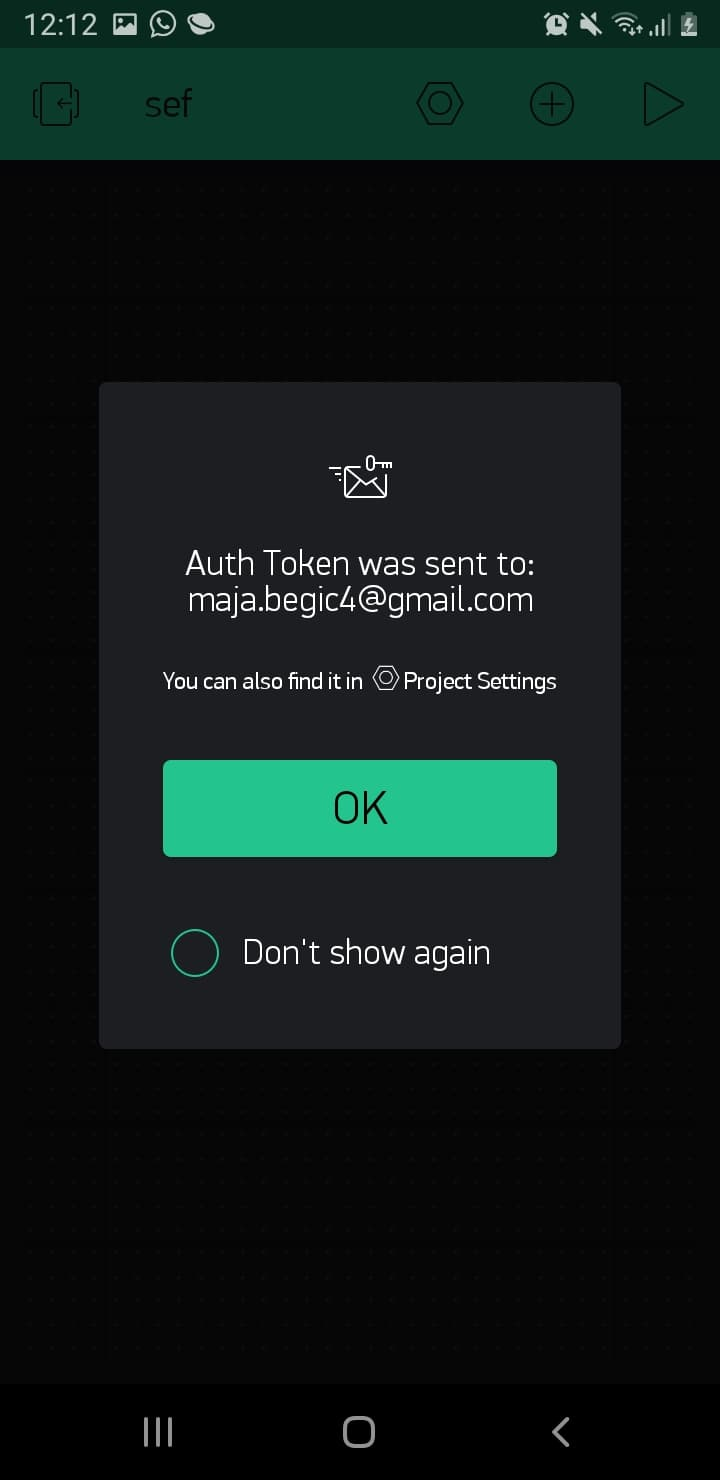 12:12
sef
Auth Token was sent to:
maja.begic4@gmail.com
You can also find it in Project Settings
OK
Don't show again